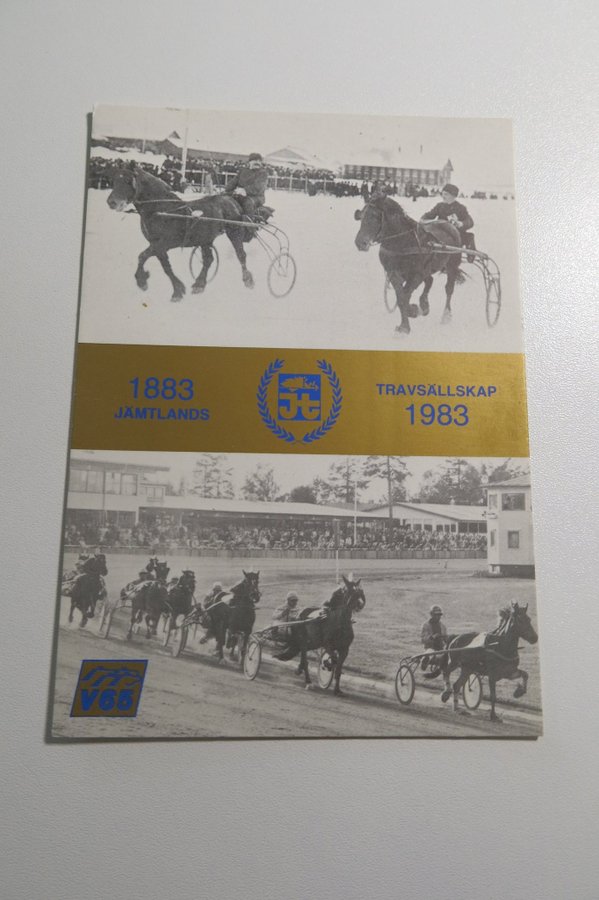 1883
JÄMTLANDS
Jt
TRAVSÄLLSKAP
1983
V65